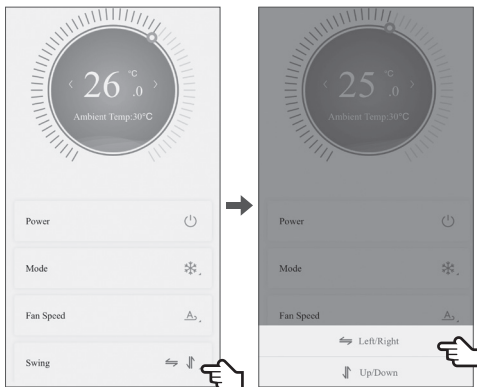 26 °C .0
Ambient Temp:30°C
Power
Mode
Fan Speed
A
Swing
25 °C .0
Ambient Temp:30°C
Power
Mode
Fan Speed
A
Left/Right
Up/Down